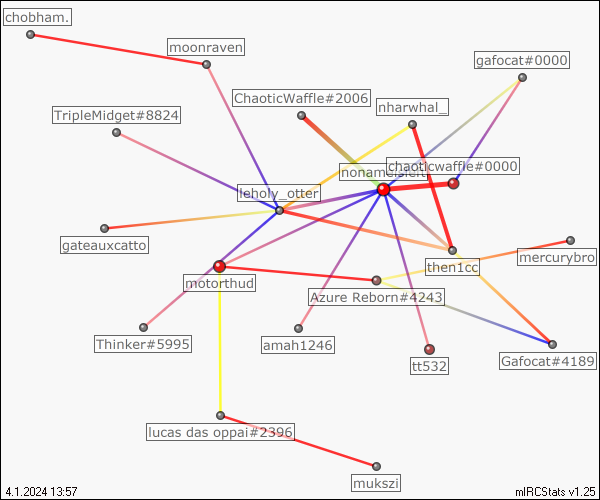 chobham.
moonraven
gafocat#0000
ChaoticWaffle#2006
nharwhal_
TripleMidget#8824
chaoticwaffle#0000
leholy_otter
gateauxcatto
then1cc
mercurybro
motorthud
Azure Reborn#4243
Thinker#5995
amah1246
tt532
Gafocat#4189
lucas das oppai#2396
mukszi
4.1.2024 13:57
mIRCStats v1.25